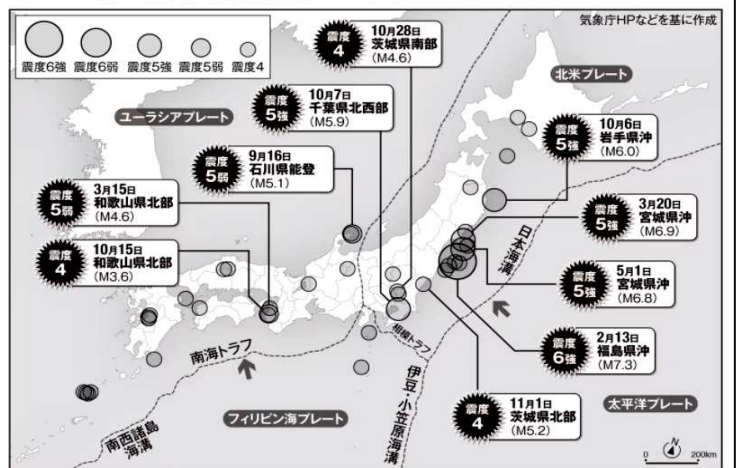 震度6強
震度6弱
震度5強
震度5弱
震度4
気象庁HPなどを基に作成
震度
4
10月28日
茨城県南部
(M4.6)
北米プレート
ユーラシアプレート
震度
5強
10月7日
千葉県北西部
(M5.9)
震度
5強
10月6日
岩手県沖
(M6.0)
震度
5弱
9月16日
石川県能登
(M5.1)
震度
5弱
3月15日
和歌山県北部
(M4.6)
震度
5強
3月20日
宮城県沖
(M6.9)
日本海溝
震度
4
10月15日
和歌山県北部
(M3.6)
震度
5強
5月1日
宮城県沖
(M6.8)
震度
6強
2月13日
福島県沖
(M7.3)
南海トラフ
相模トラフ
伊豆・小笠原海溝
震度
4
11月1日
茨城県北部
(M5.2)
太平洋プレート
フィリピン海プレート
南西諸島
海溝
N
0 200km